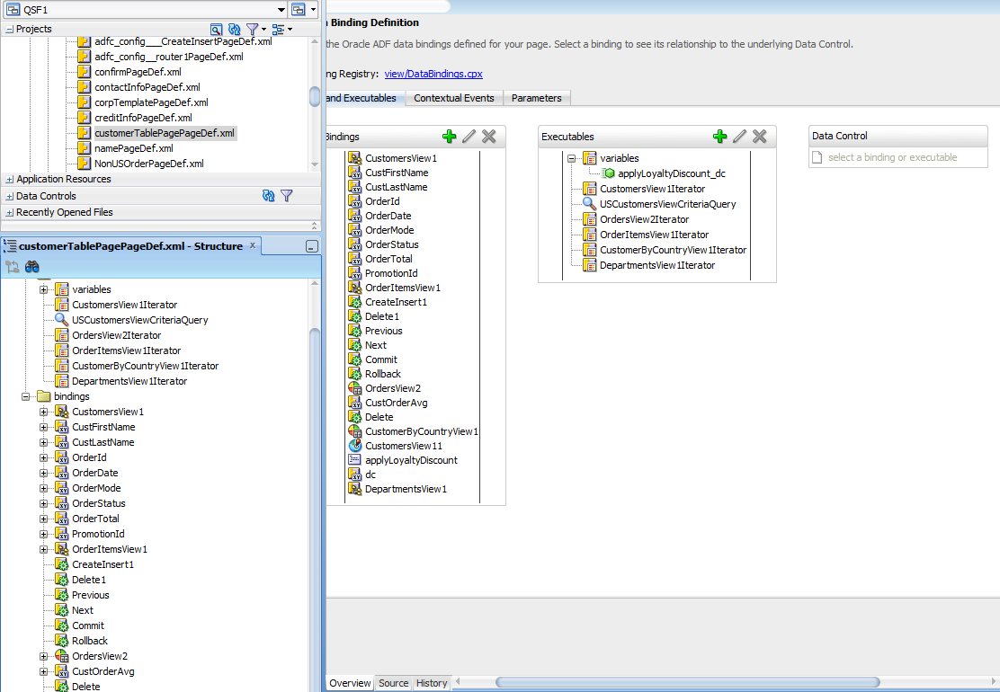 QSF1
Projects
adfc_config___CreateInsertPageDef.xml
adfc_config__router1PageDef.xml
confirmPageDef.xml
contactInfoPageDef.xml
corpTemplatePageDef.xml
creditInfoPageDef.xml
customerTablePagePageDef.xml
namePageDef.xml
NonUSOrderPageDef.xml
Application Resources
Data Controls
Recently Opened Files
customerTablePagePageDef.xml - Structure x
variables
CustomersView1Iterator
USCustomersViewCriteriaQuery
OrdersView2Iterator
OrderItemsView1Iterator
CustomerByCountryView1Iterator
DepartmentsView1Iterator
bindings
CustomersView1
CustFirstName
CustLastName
OrderId
OrderDate
OrderMode
OrderStatus
OrderTotal
PromotionId
OrderItemsView1
CreateInsert1
Delete1
Previous
Next
Commit
Rollback
OrdersView2
CustOrderAvg
Delete
Binding Definition
the Oracle ADF data bindings defined for your page. Select a binding to see its relationship to the underlying Data Control.
ng Registry: view/DataBindings.cpx
and Executables Contextual Events Parameters
Bindings
CustomersView1
CustFirstName
CustLastName
OrderId
OrderDate
OrderMode
OrderStatus
OrderTotal
PromotionId
OrderItemsView1
CreateInsert1
Delete1
Previous
Next
Commit
Rollback
OrdersView2
CustOrderAvg
Delete
CustomerByCountryView1
CustomersView11
applyLoyaltyDiscount
dc
DepartmentsView1
Executables
variables
applyLoyaltyDiscount_dc
CustomersView1Iterator
USCustomersViewCriteriaQuery
OrdersView2Iterator
OrderItemsView1Iterator
CustomerByCountryView1Iterator
DepartmentsView1Iterator
Data Control
select a binding or executable
Overview Source History